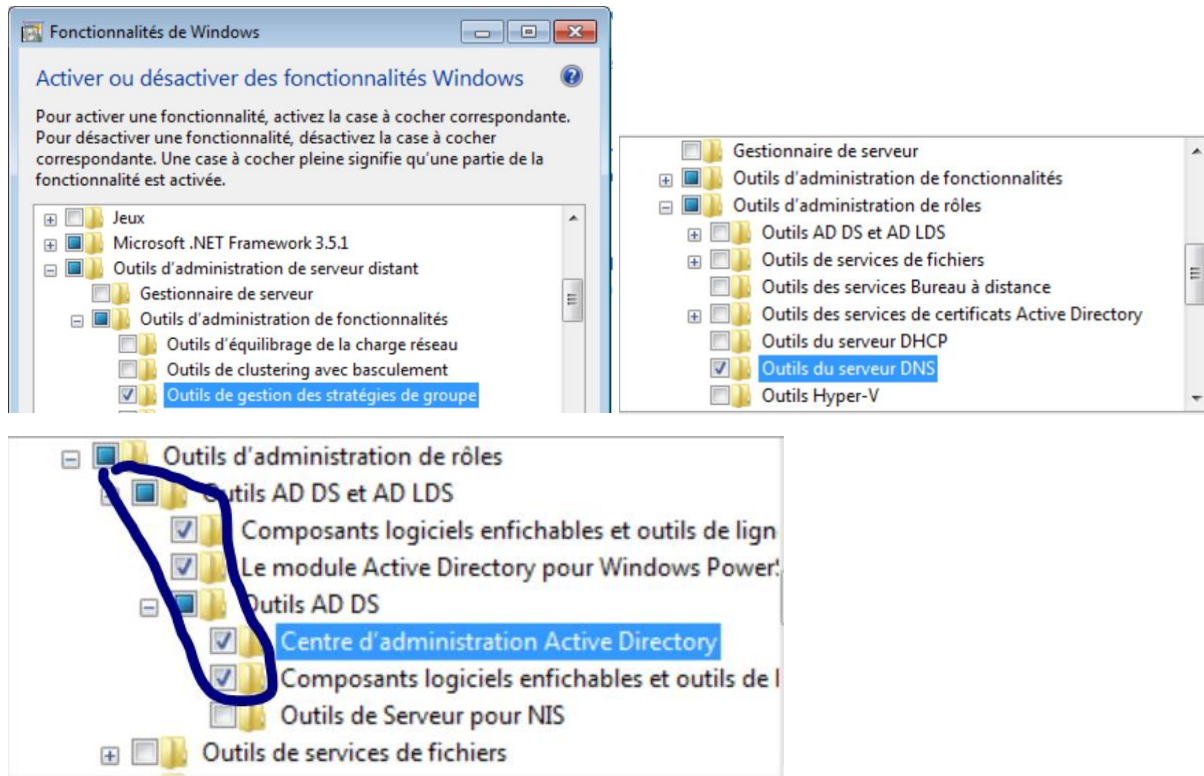 Fonctionnalités de Windows
Activer ou désactiver des fonctionnalités Windows
Pour activer une fonctionnalité, activez la case à cocher correspondante.
Pour désactiver une fonctionnalité, désactivez la case à cocher
correspondante. Une case à cocher pleine signifie qu'une partie de la
fonctionnalité est activée.
Jeux
Microsoft .NET Framework 3.5.1
Outils d'administration de serveur distant
Gestionnaire de serveur
Outils d'administration de fonctionnalités
Outils d'équilibrage de la charge réseau
Outils de clustering avec basculement
Outils de gestion des stratégies de groupe
Gestionnaire de serveur
Outils d'administration de fonctionnalités
Outils d'administration de rôles
Outils AD DS et AD LDS
Outils de services de fichiers
Outils des services Bureau à distance
Outils des services de certificats Active Directory
Outils du serveur DHCP
Outils du serveur DNS
Outils Hyper-V
Outils d'administration de rôles
Outils AD DS et AD LDS
Composants logiciels enfichables et outils de lign
Le module Active Directory pour Windows Power
Outils AD DS
Centre d'administration Active Directory
Composants logiciels enfichables et outils de l
Outils de Serveur pour NIS
Outils de services de fichiers